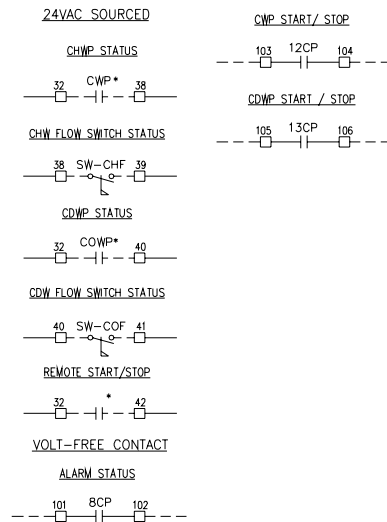 24VAC SOURCED
CHWP STATUS
32 CWP* 38
CHW FLOW SWITCH STATUS
38 SW-CHF 39
CDWP STATUS
32 COWP* 40
CDW FLOW SWITCH STATUS
40 SW-COF 41
REMOTE START/STOP
32 * 42
VOLT-FREE CONTACT
ALARM STATUS
101 8CP 102
CWP START/ STOP
103 12CP 104
CDWP START / STOP
105 13CP 106